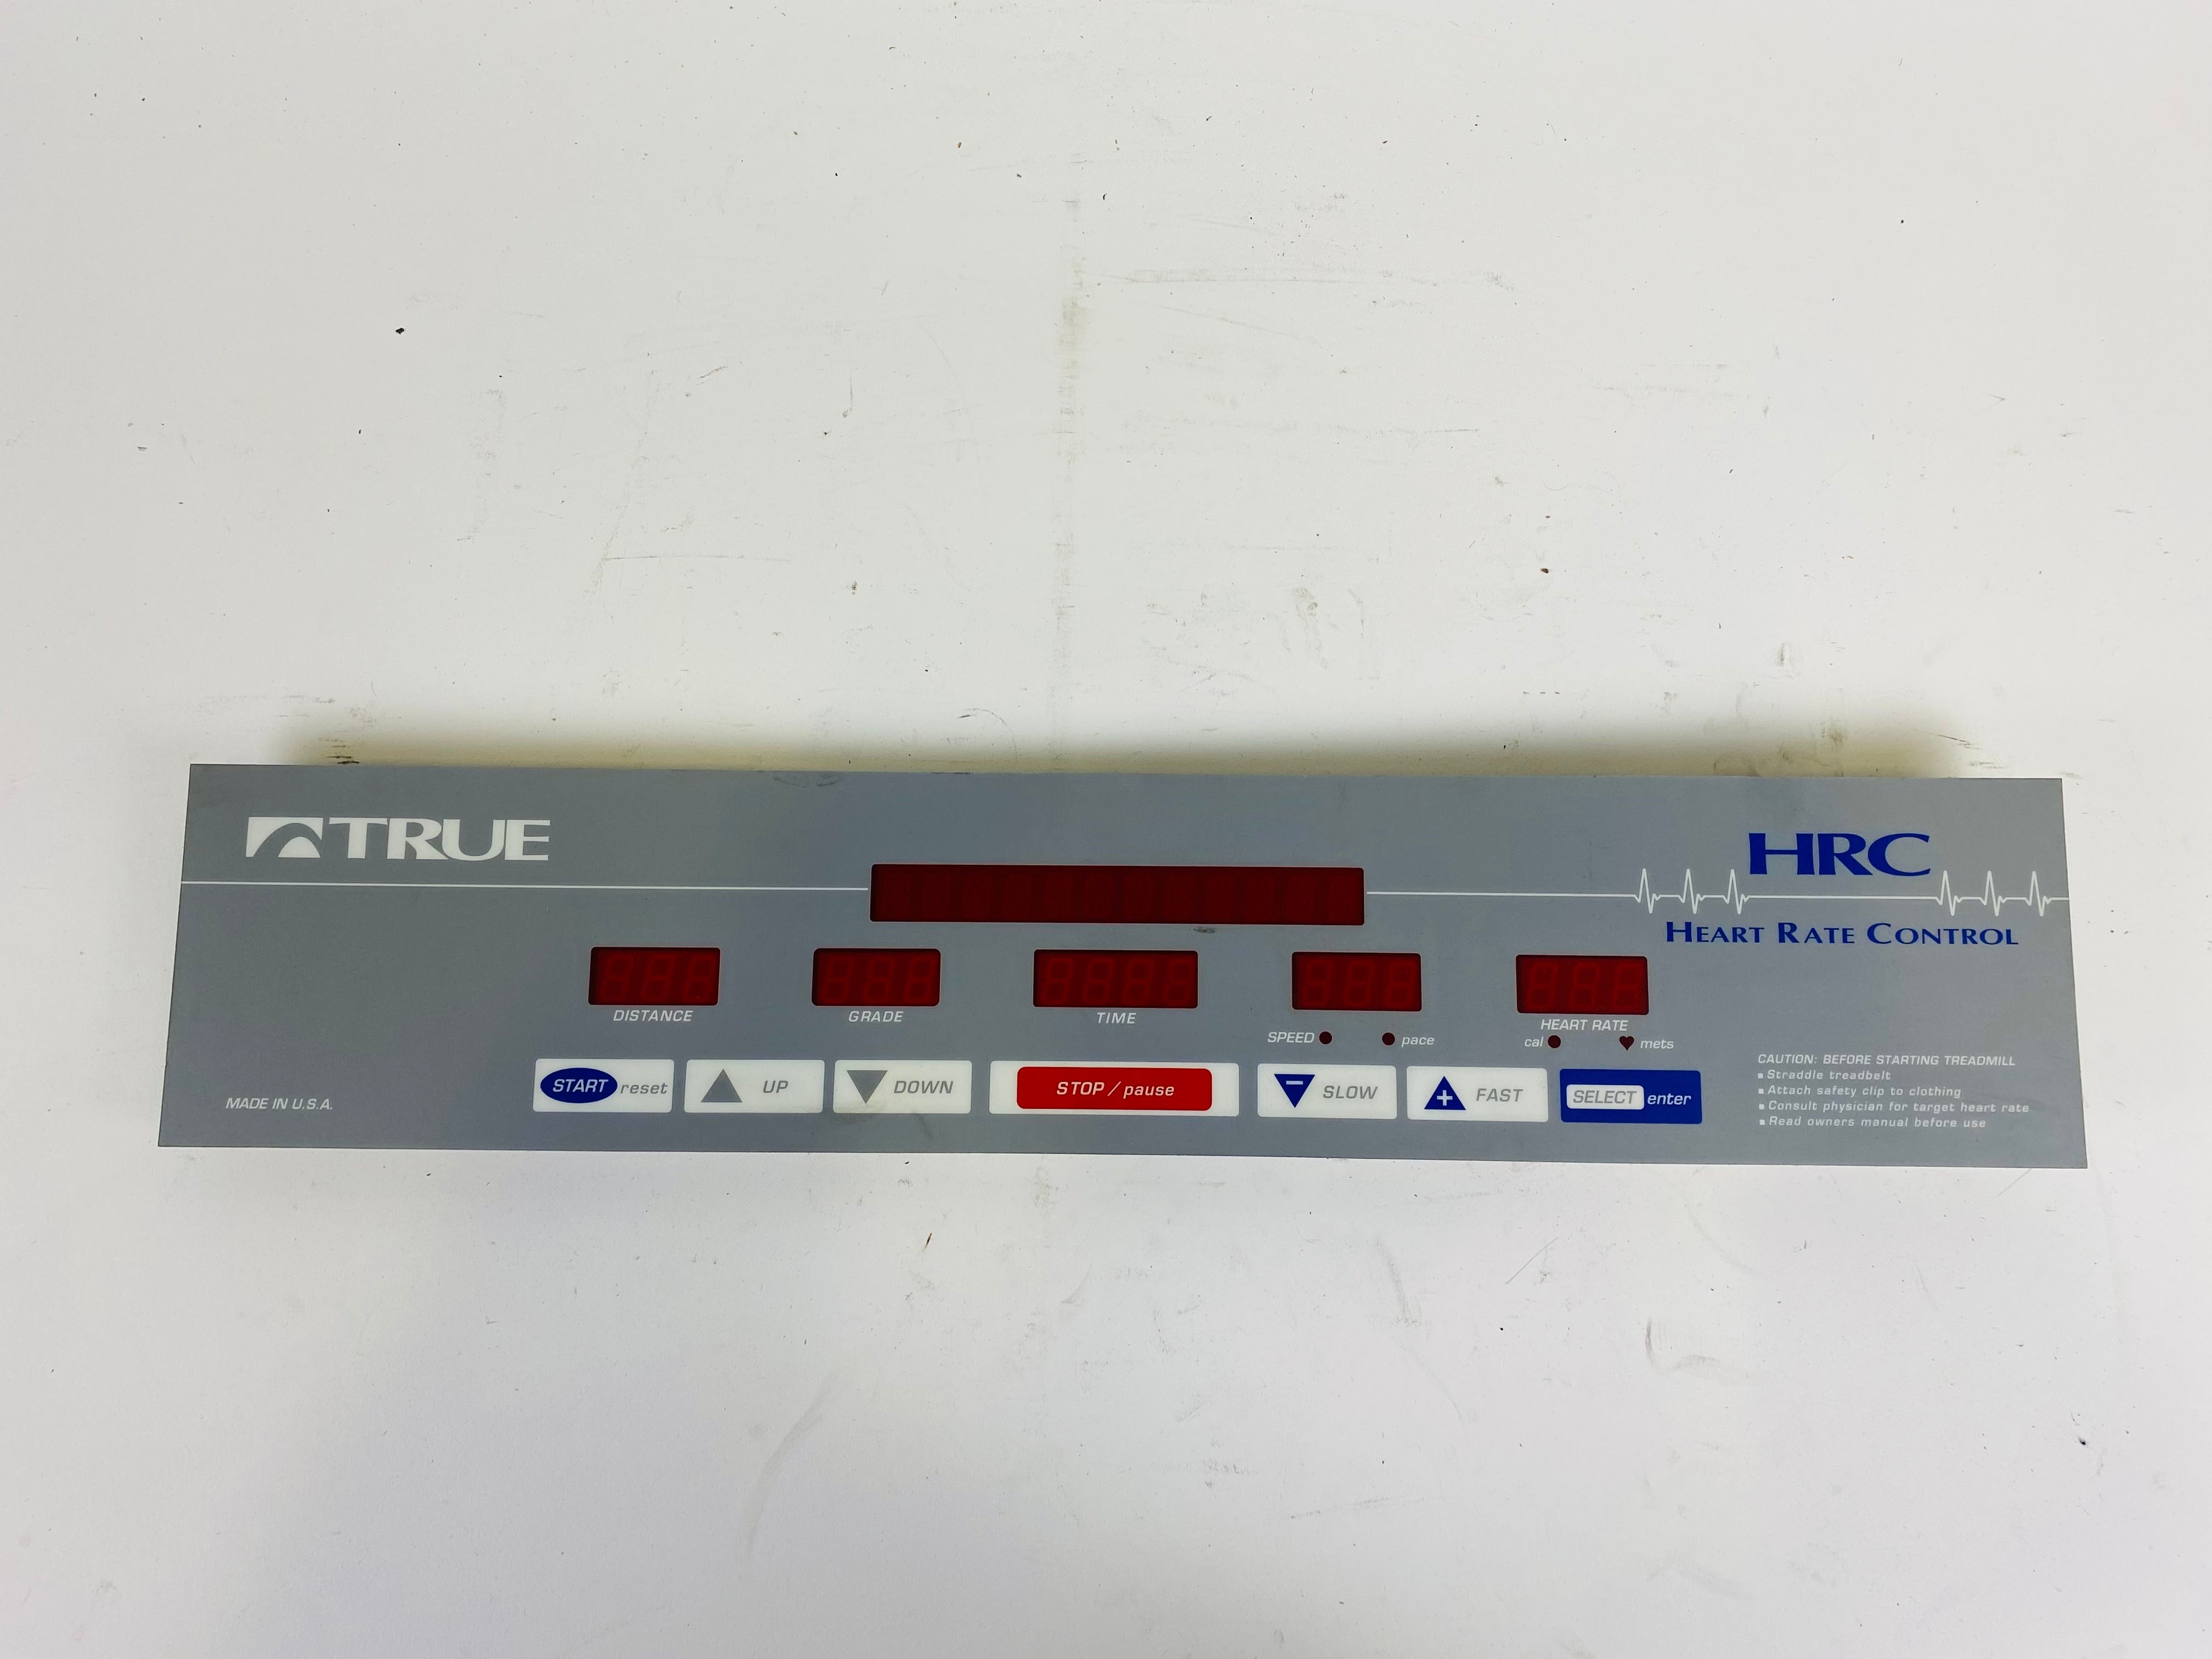 TRUE
HRC
HEART RATE CONTROL
DISTANCE
GRADE
TIME
SPEED
pace
HEART RATE
cal
mets
START reset
UP
DOWN
STOP / pause
SLOW
FAST
SELECT enter
MADE IN U.S.A.
CAUTION: BEFORE STARTING TREADMILL
▪ Straddle treadbelt
▪ Attach safety clip to clothing
▪ Consult physician for target heart rate
▪ Read owners manual before use